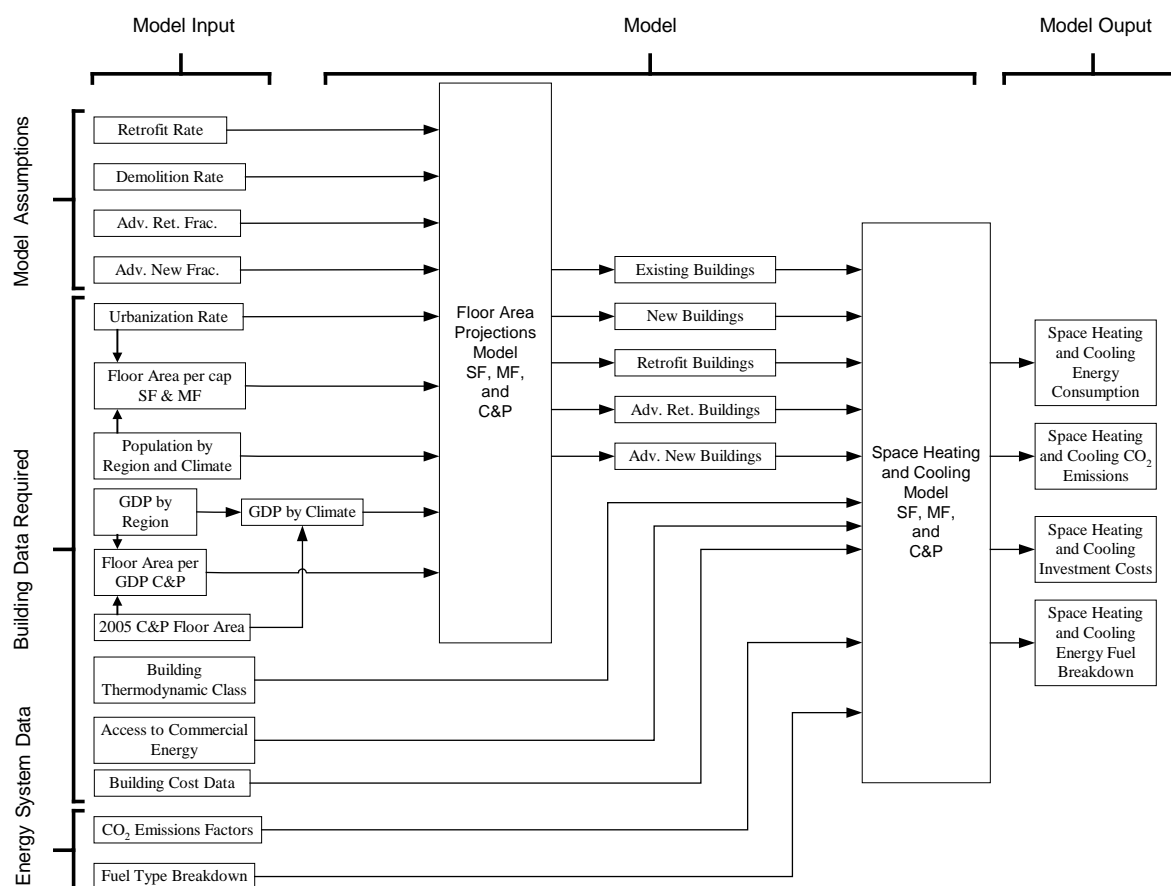 Model Input
Model
Model Ouput
Model Assumptions
Retrofit Rate
Demolition Rate
Adv. Ret. Frac.
Adv. New Frac.
Building Data Required
Urbanization Rate
Floor Area per cap
SF & MF
Population by
Region and Climate
GDP by
Region
GDP by Climate
Floor Area per
GDP C&P
2005 C&P Floor Area
Building
Thermodynamic Class
Access to Commercial
Energy
Building Cost Data
Energy System Data
CO₂ Emissions Factors
Fuel Type Breakdown
Floor Area
Projections
Model
SF, MF,
and
C&P
Existing Buildings
New Buildings
Retrofit Buildings
Adv. Ret. Buildings
Adv. New Buildings
Space Heating
and Cooling
Model
SF, MF,
and
C&P
Space Heating
and Cooling
Energy
Consumption
Space Heating
and Cooling CO₂
Emissions
Space Heating
and Cooling
Investment Costs
Space Heating
and Cooling
Energy Fuel
Breakdown